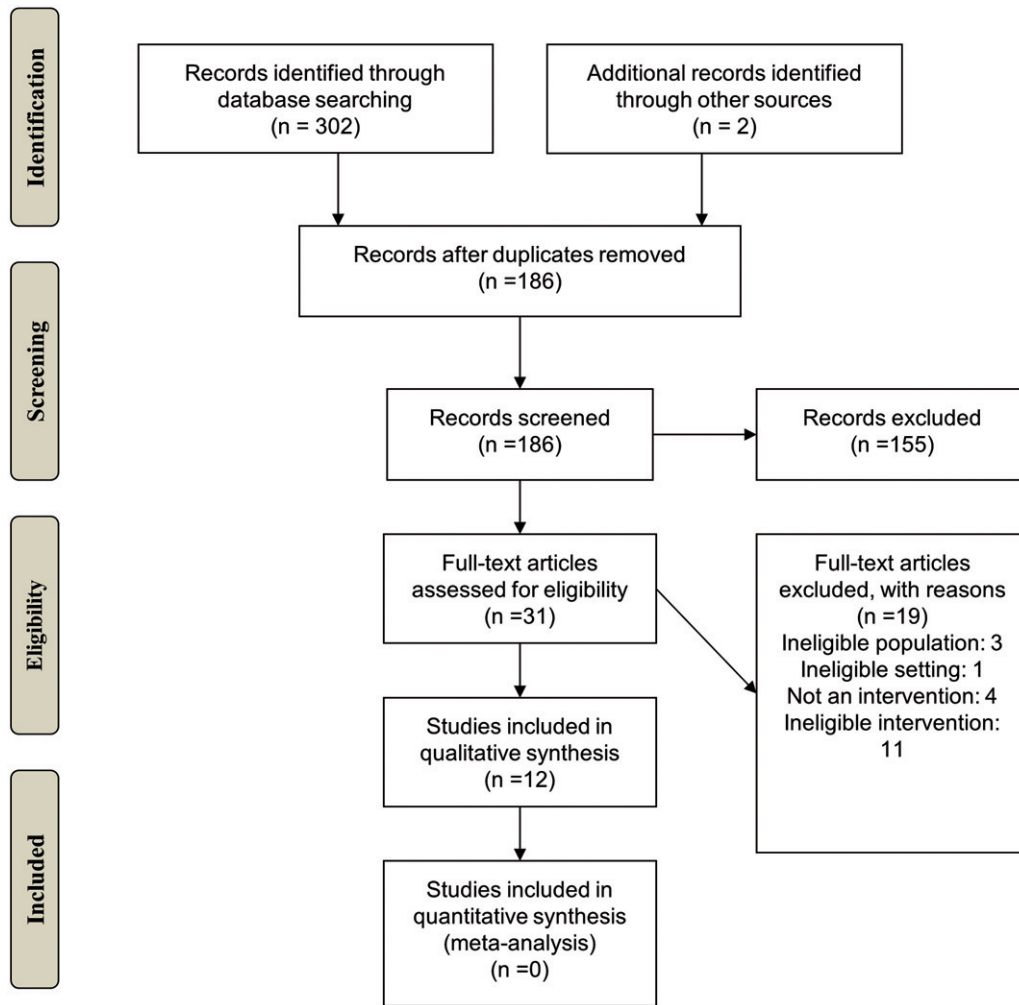 Identification
Records identified through
database searching
(n = 302)
Additional records identified
through other sources
(n = 2)
Records after duplicates removed
(n =186)
Screening
Records screened
(n =186)
Records excluded
(n =155)
Eligibility
Full-text articles
assessed for eligibility
(n =31)
Full-text articles
excluded, with reasons
(n =19)
Ineligible population: 3
Ineligible setting: 1
Not an intervention: 4
Ineligible intervention:
11
Studies included in
qualitative synthesis
(n =12)
Included
Studies included in
quantitative synthesis
(meta-analysis)
(n =0)